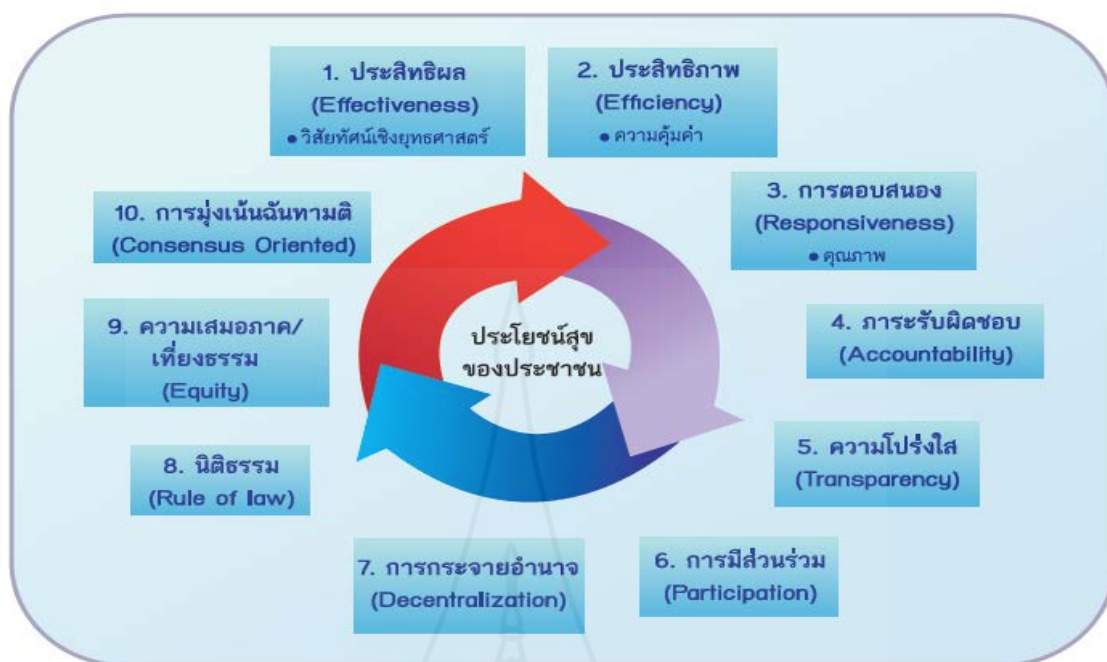 1. ประสิทธิผล
(Effectiveness)
• วิสัยทัศน์เชิงยุทธศาสตร์
2. ประสิทธิภาพ
(Efficiency)
• ความคุ้มค่า
3. การตอบสนอง
(Responsiveness)
• คุณภาพ
4. ภาระรับผิดชอบ
(Accountability)
5. ความโปร่งใส
(Transparency)
6. การมีส่วนร่วม
(Participation)
7. การกระจายอำนาจ
(Decentralization)
8. นิติธรรม
(Rule of law)
9. ความเสมอภาค/
เที่ยงธรรม
(Equity)
10. การมุ่งเน้นฉันทามติ
(Consensus Oriented)
ประโยชน์สุข
ของประชาชน